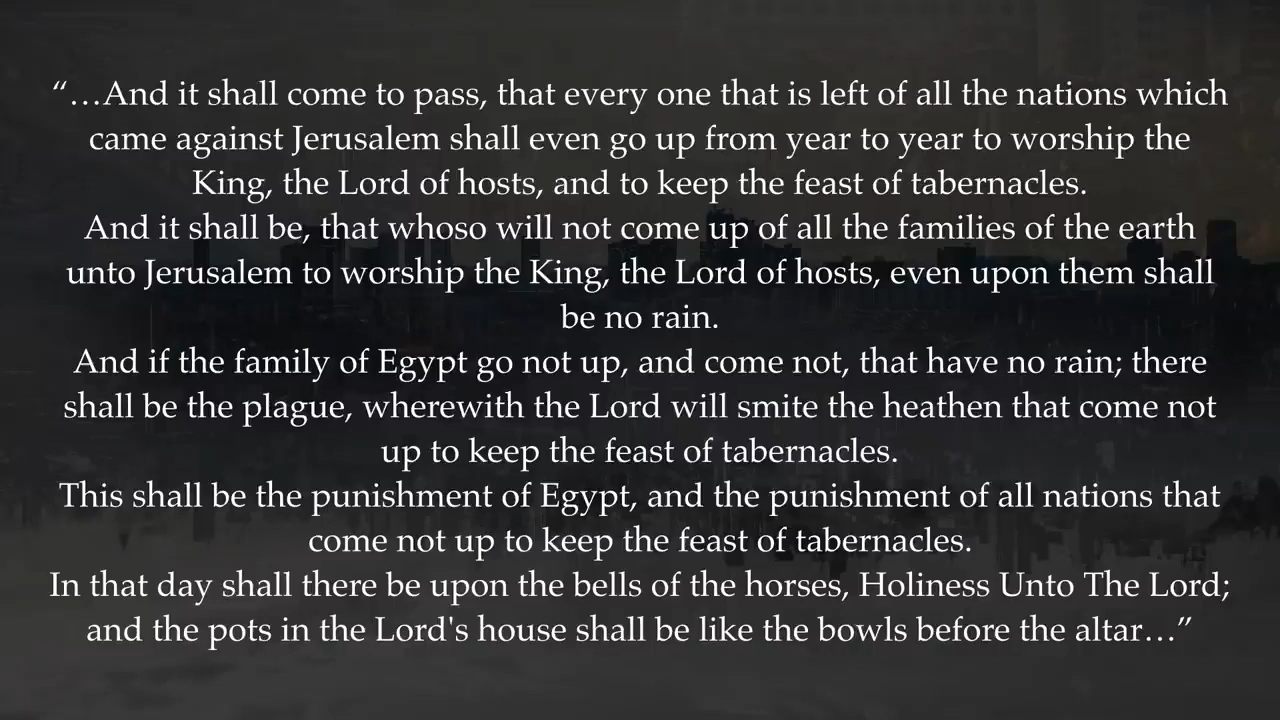 “…And it shall come to pass, that every one that is left of all the nations which
came against Jerusalem shall even go up from year to year to worship the
King, the Lord of hosts, and to keep the feast of tabernacles.
And it shall be, that whoso will not come up of all the families of the earth
unto Jerusalem to worship the King, the Lord of hosts, even upon them shall
be no rain.
And if the family of Egypt go not up, and come not, that have no rain; there
shall be the plague, wherewith the Lord will smite the heathen that come not
up to keep the feast of tabernacles.
This shall be the punishment of Egypt, and the punishment of all nations that
come not up to keep the feast of tabernacles.
In that day shall there be upon the bells of the horses, Holiness Unto The Lord;
and the pots in the Lord's house shall be like the bowls before the altar…”